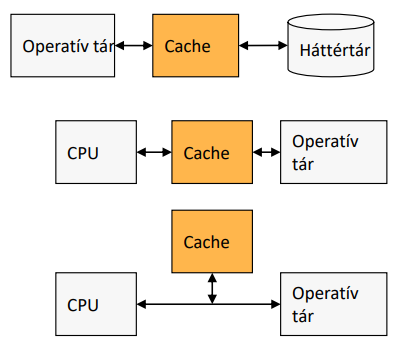 Operatív tár
Cache
Háttértár
CPU
Cache
Operatív
tár
Cache
CPU
Operatív
tár